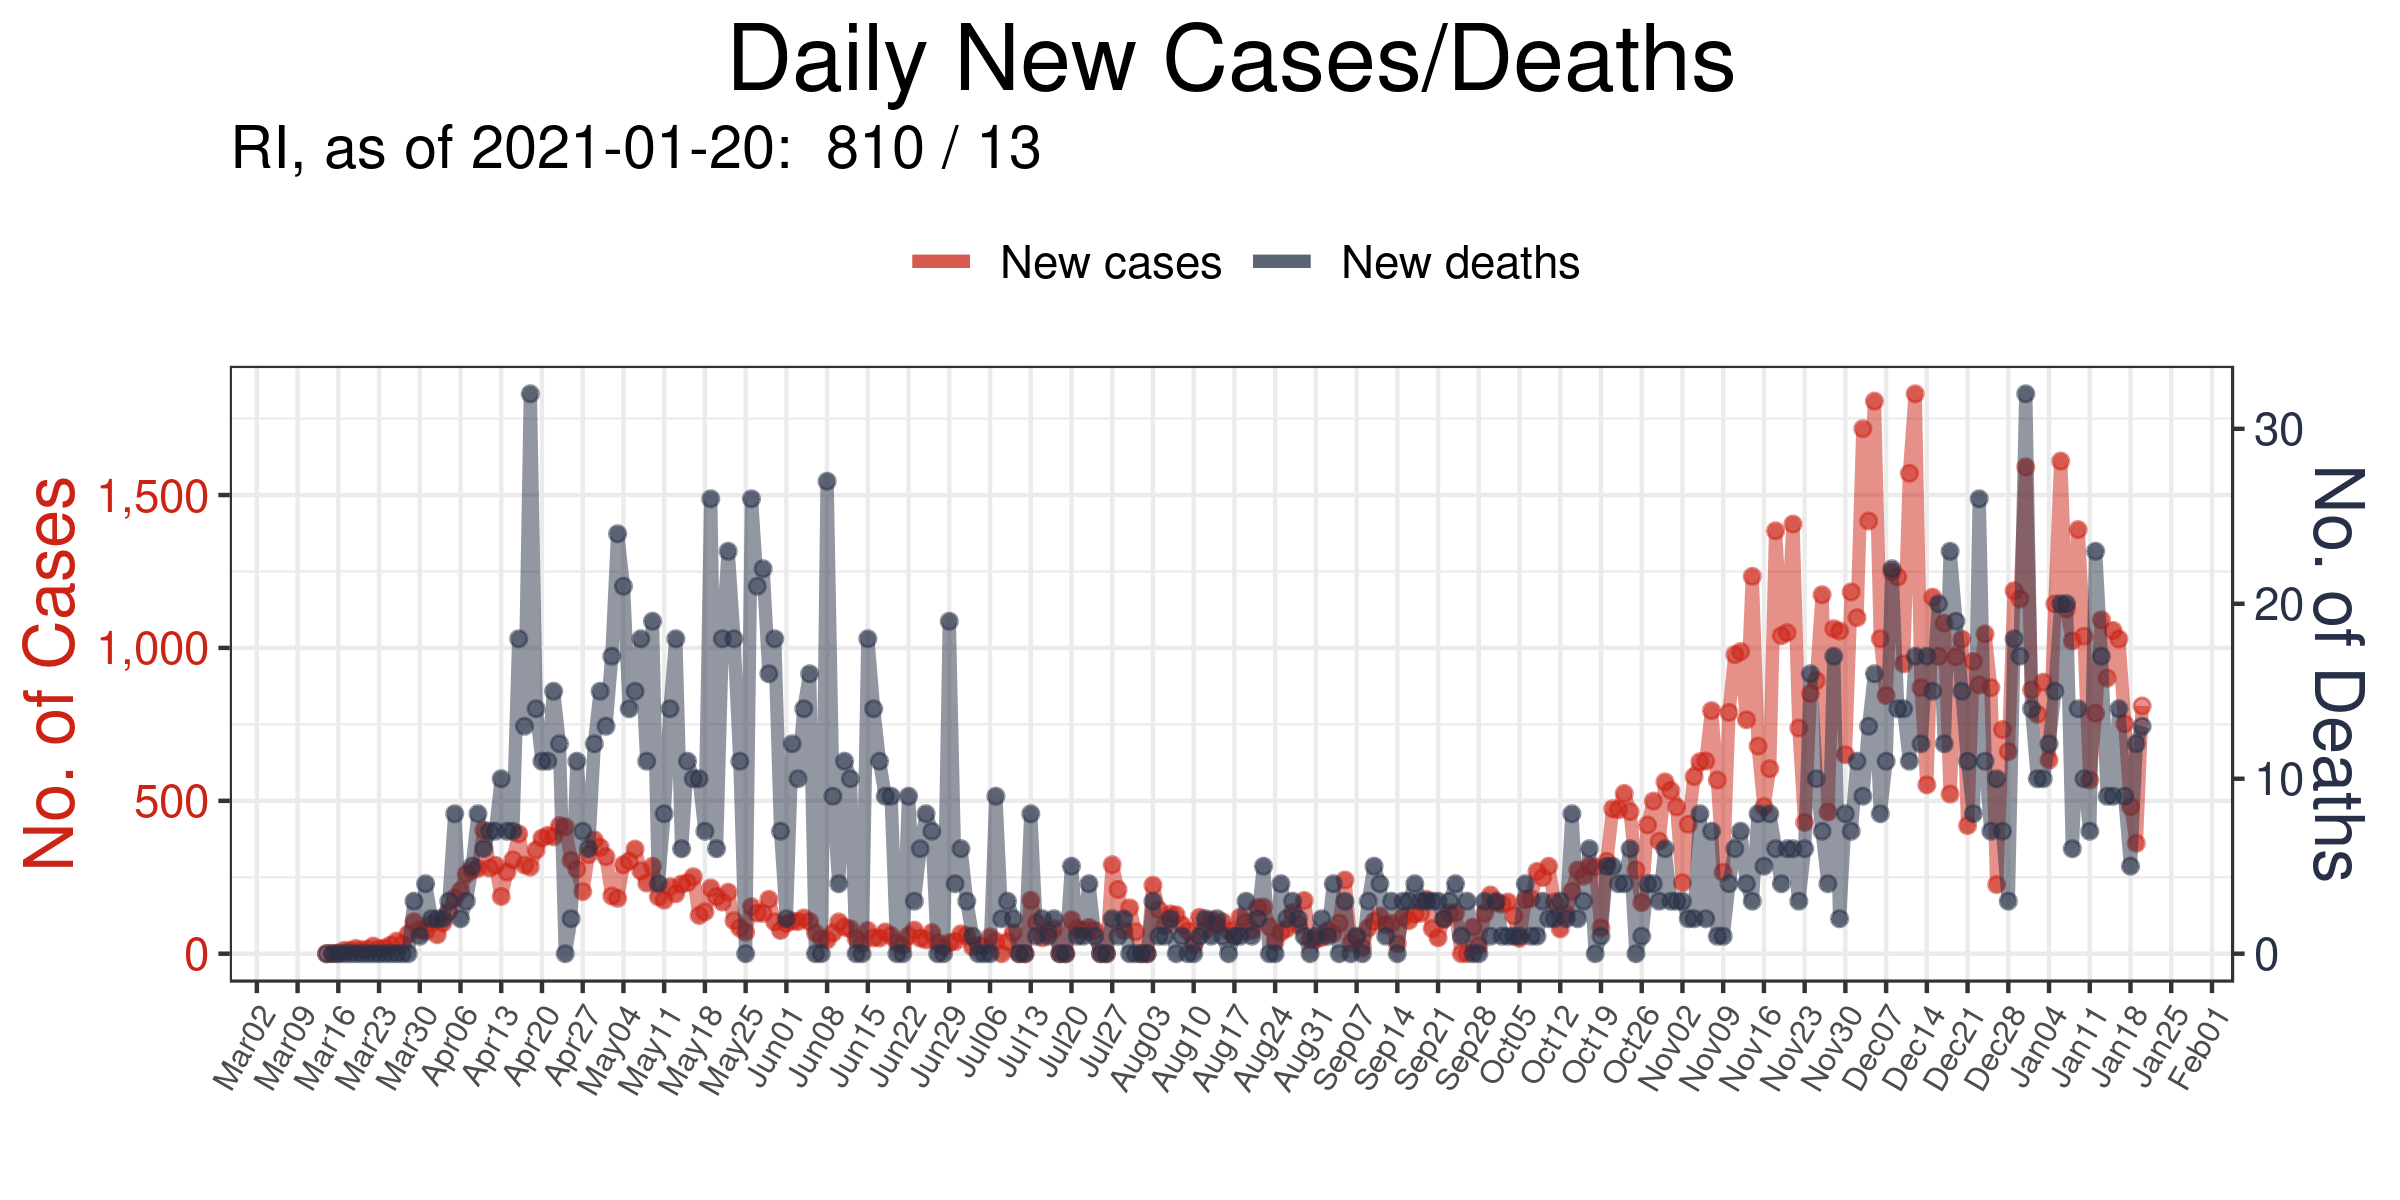 Daily New Cases/Deaths
RI, as of 2021-01-20:  810 / 13
New cases
New deaths
No. of Cases
1,500
1,000
500
0
30
20
10
0
No. of Deaths
Mar02
Mar09
Mar16
Mar23
Mar30
Apr06
Apr13
Apr20
Apr27
May04
May11
May18
May25
Jun01
Jun08
Jun15
Jun22
Jun29
Jul06
Jul13
Jul20
Jul27
Aug03
Aug10
Aug17
Aug24
Aug31
Sep07
Sep14
Sep21
Sep28
Oct05
Oct12
Oct19
Oct26
Nov02
Nov09
Nov16
Nov23
Nov30
Dec07
Dec14
Dec21
Dec28
Jan04
Jan11
Jan18
Jan25
Feb01